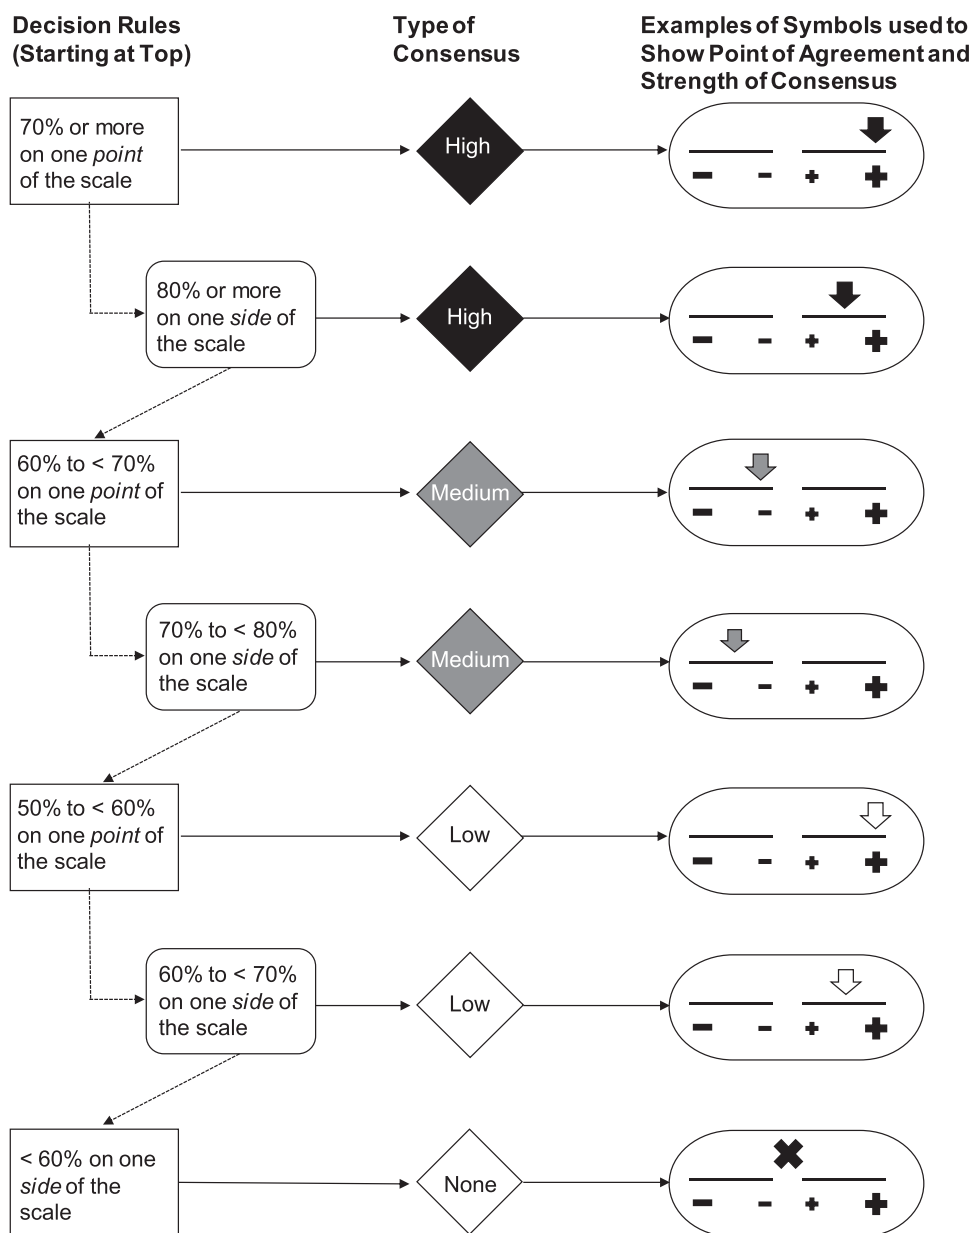 Decision Rules
(Starting at Top)
Type of
Consensus
Examples of Symbols used to
Show Point of Agreement and
Strength of Consensus
70% or more
on one point
of the scale
High
80% or more
on one side of
the scale
High
60% to < 70%
on one point of
the scale
Medium
70% to < 80%
on one side of
the scale
Medium
50% to < 60%
on one point of
the scale
Low
60% to < 70%
on one side of
the scale
Low
< 60% on one
side of the
scale
None